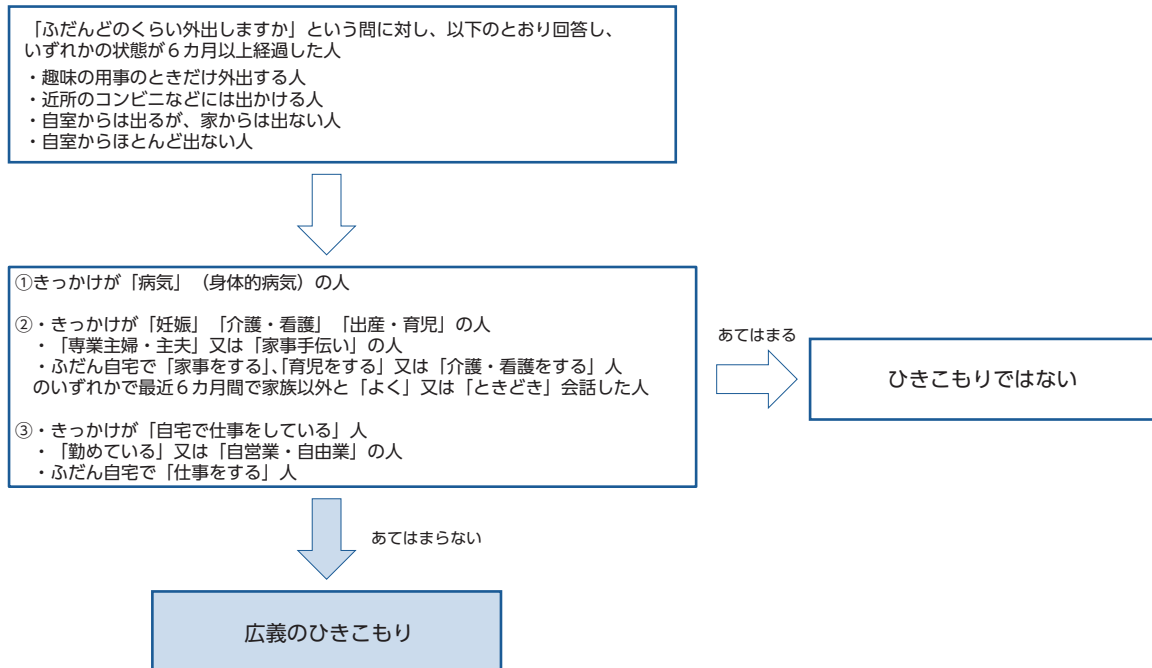 「ふだんどのくらい外出しますか」という問に対し、以下のとおり回答し、
いずれかの状態が６カ月以上経過した人
・趣味の用事のときだけ外出する人
・近所のコンビニなどには出かける人
・自室からは出るが、家からは出ない人
・自室からほとんど出ない人
①きっかけが「病気」（身体的病気）の人
②・きっかけが「妊娠」「介護・看護」「出産・育児」の人
・「専業主婦・主夫」又は「家事手伝い」の人
・ふだん自宅で「家事をする」、「育児をする」又は「介護・看護をする」人
のいずれかで最近６カ月間で家族以外と「よく」又は「ときどき」会話した人
③・きっかけが「自宅で仕事をしている」人
・「勤めている」又は「自営業・自由業」の人
・ふだん自宅で「仕事をする」人
あてはまる
ひきこもりではない
あてはまらない
広義のひきこもり